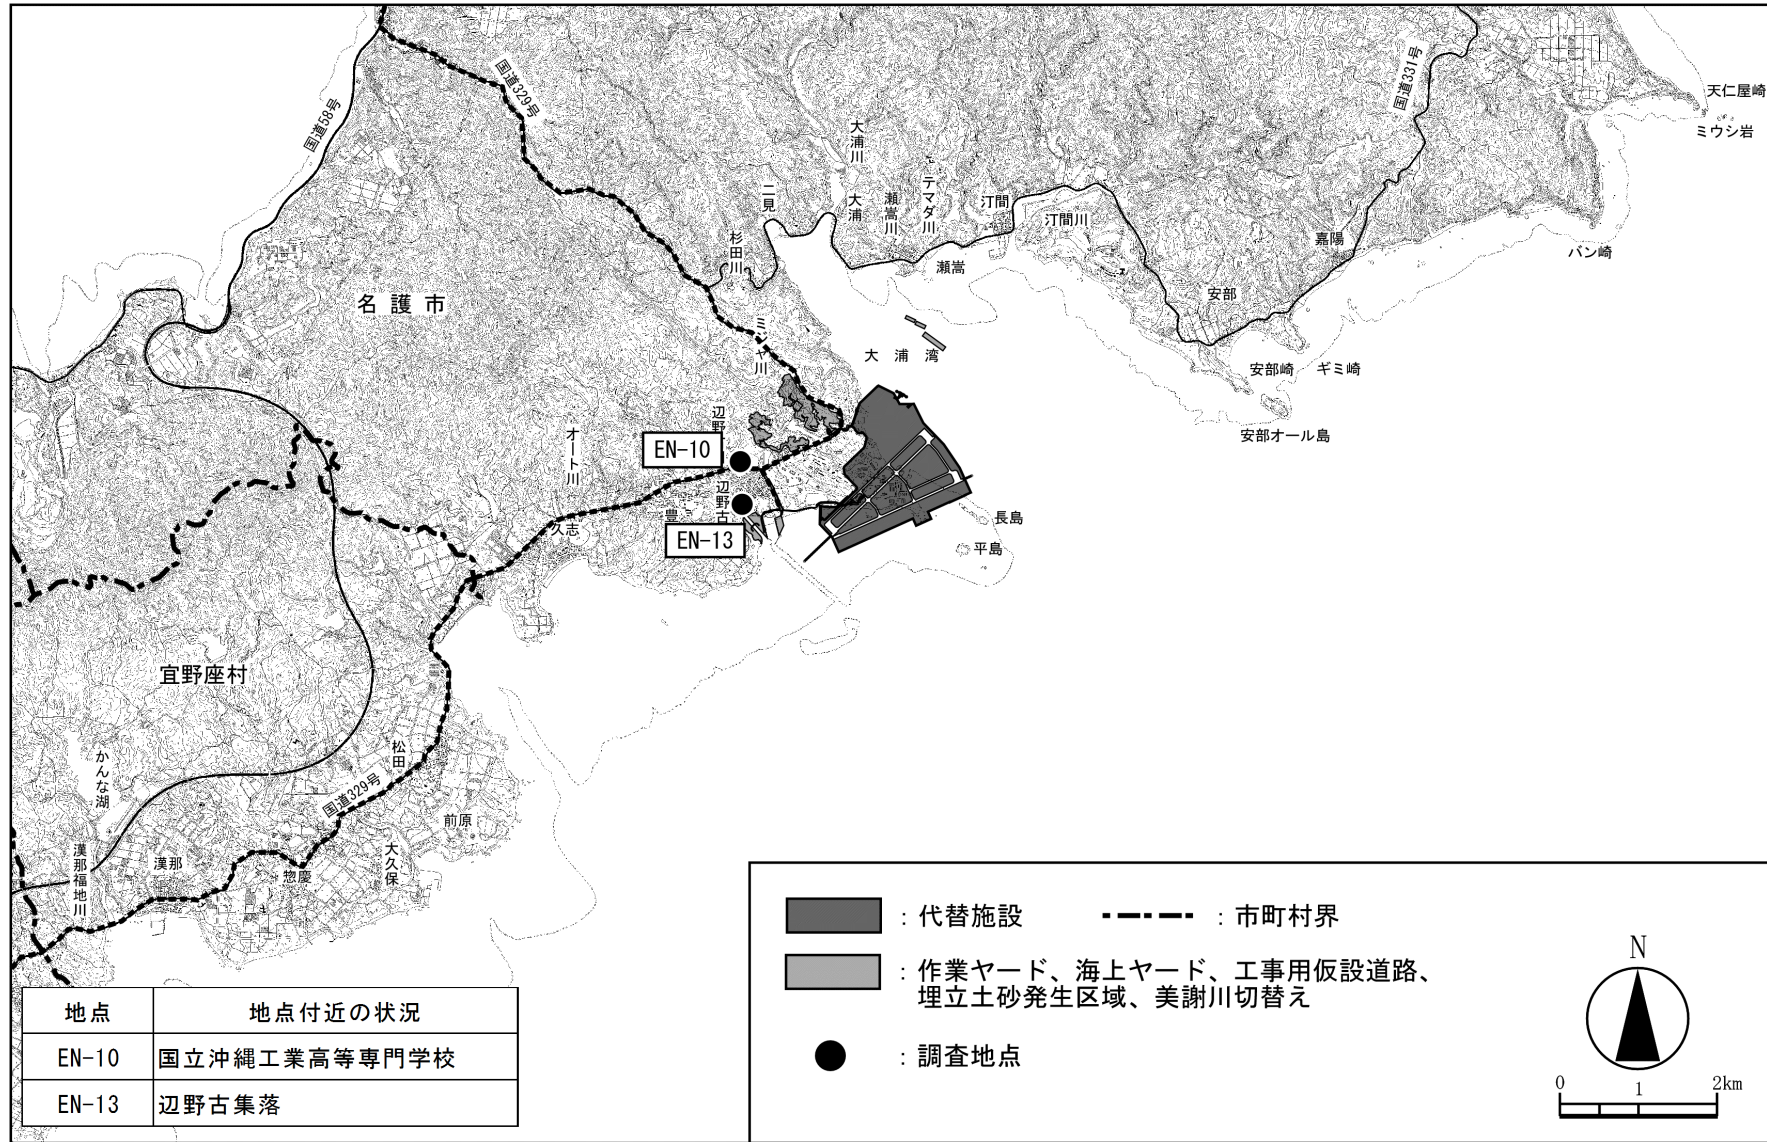 国道58号
国道329号
国道331号
天仁屋崎
ミウシ岩
バン崎
大浦川
二見
大浦
瀬嵩川
テマダ川
汀間
汀間川
嘉陽
杉田川
瀬嵩
安部
名護市
大浦湾
安部崎
ギミ崎
安部オール島
オート川
EN-10
辺野古
豊
久志
EN-13
長島
平島
宜野座村
かんな湖
松田
国道329号
前原
大久保
漢那福地川
漢那
惣慶
地点 地点付近の状況
EN-10 国立沖縄工業高等専門学校
EN-13 辺野古集落
：代替施設
：市町村界
：作業ヤード、海上ヤード、工事用仮設道路、
埋立土砂発生区域、美謝川切替え
：調査地点
N
0 1 2km